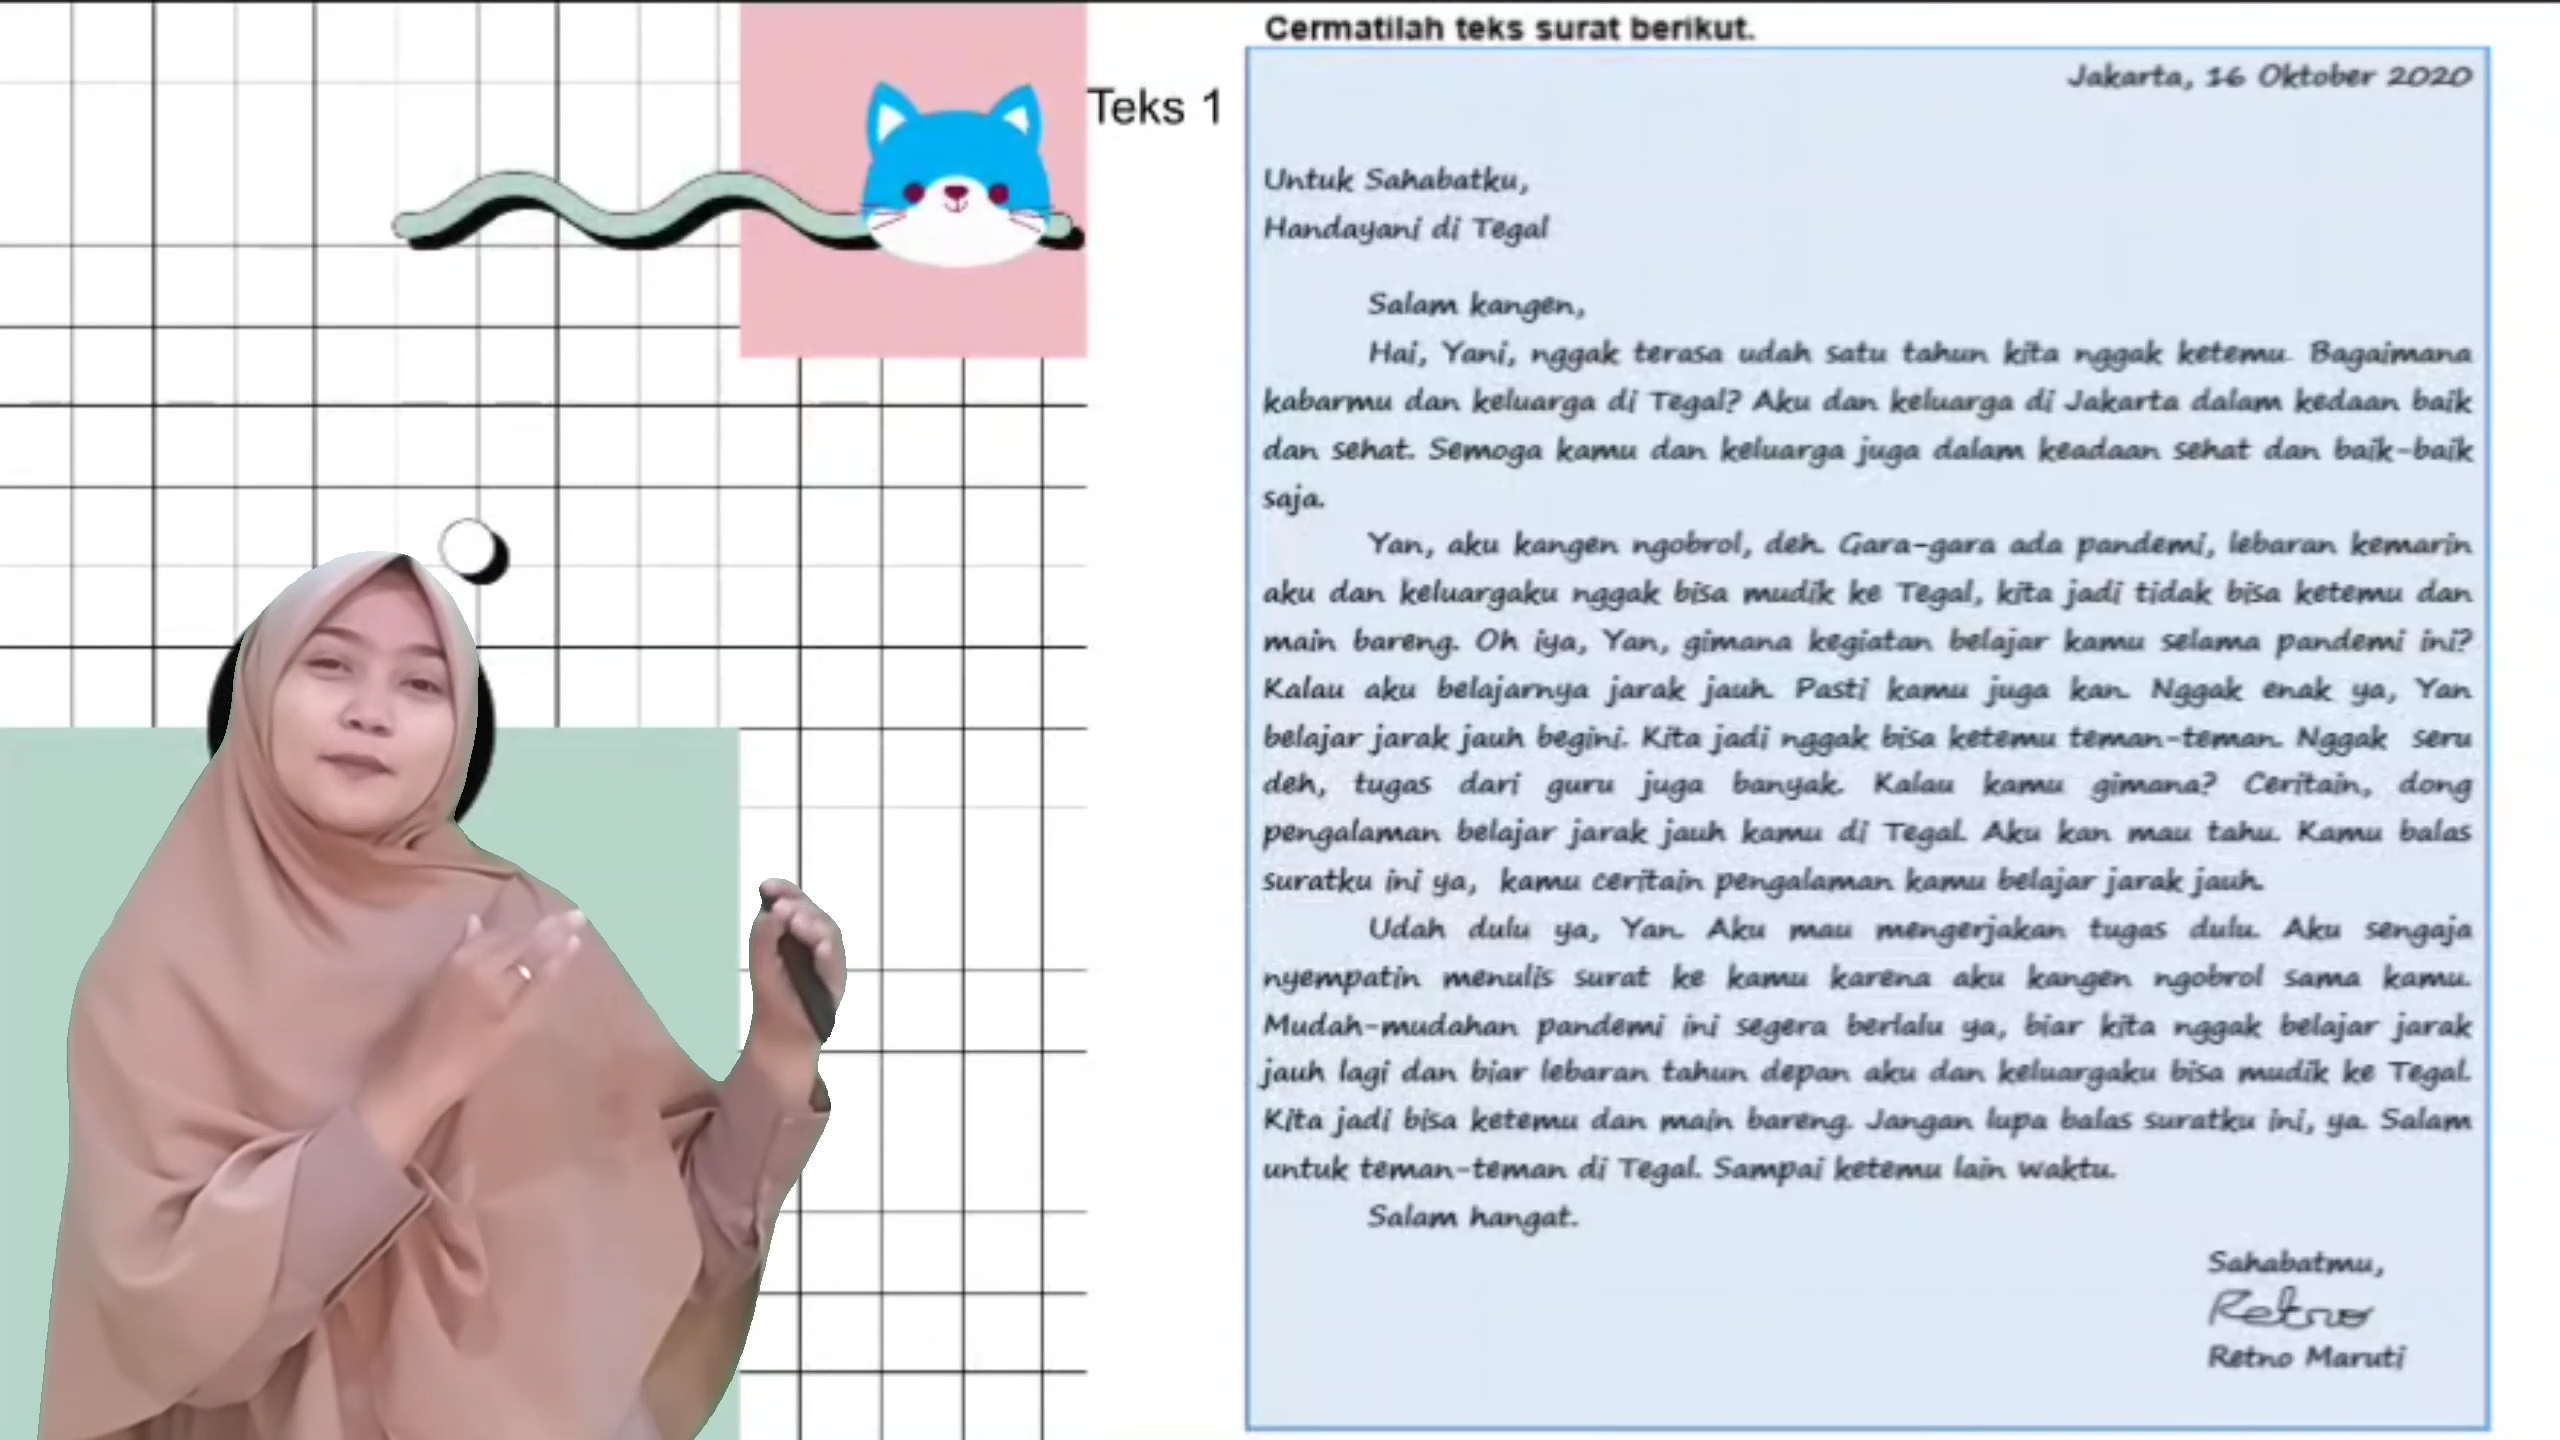 Cermatilah teks surat berikut.
Teks 1
Jakarta, 16 Oktober 2020
Untuk Sahabatku,
Handayani di Tegal
Salam kangen,
Hai, Yani, nggak terasa udah satu tahun kita nggak ketemu. Bagaimana
kabarmu dan keluarga di Tegal? Aku dan keluarga di Jakarta dalam kedaan baik
dan sehat. Semoga kamu dan keluarga juga dalam keadaan sehat dan baik-baik
saja.
Yan, aku kangen ngobrol, deh. Gara-gara ada pandemi, lebaran kemarin
aku dan keluargaku nggak bisa mudik ke Tegal, kita jadi tidak bisa ketemu dan
main bareng. Oh iya, Yan, gimana kegiatan belajar kamu selama pandemi ini?
Kalau aku belajarnya jarak jauh. Pasti kamu juga kan. Nggak enak ya, Yan
belajar jarak jauh begini. Kita jadi nggak bisa ketemu teman-teman. Nggak seru
deh, tugas dari guru juga banyak. Kalau kamu gimana? Ceritain, dong
pengalaman belajar jarak jauh kamu di Tegal. Aku kan mau tahu. Kamu balas
suratku ini ya, kamu ceritain pengalaman kamu belajar jarak jauh.
Udah dulu ya, Yan. Aku mau mengerjakan tugas dulu. Aku sengaja
nyempatin menulis surat ke kamu karena aku kangen ngobrol sama kamu.
Mudah-mudahan pandemi ini segera berlalu ya, biar kita nggak belajar jarak
jauh lagi dan biar lebaran tahun depan aku dan keluargaku bisa mudik ke Tegal.
Kita jadi bisa ketemu dan main bareng. Jangan lupa balas suratku ini, ya. Salam
untuk teman-teman di Tegal. Sampai ketemu lain waktu.
Salam hangat.
Sahabatmu,
Retno
Retno Maruti